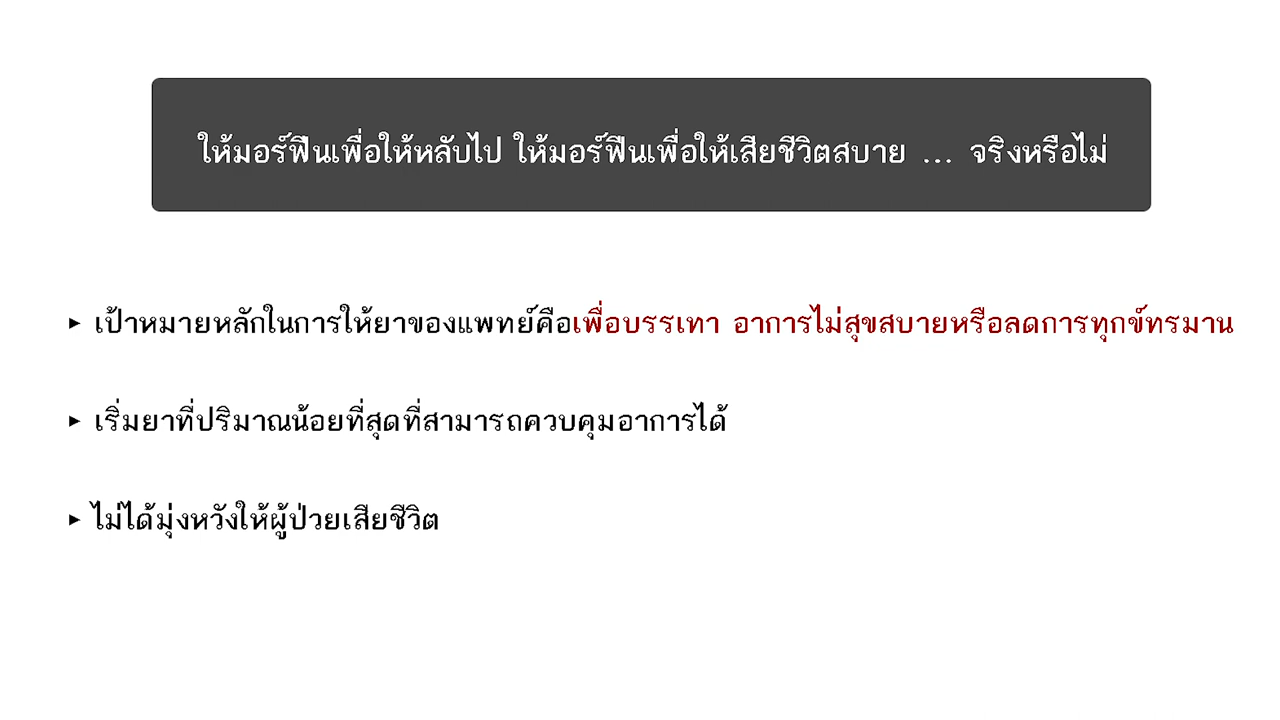 ให้มอร์ฟีนเพื่อให้หลับไป ให้มอร์ฟีนเพื่อให้เสียชีวิตสบาย ... จริงหรือไม่
▸ เป้าหมายหลักในการให้ยาของแพทย์คือเพื่อบรรเทา อาการไม่สุขสบายหรือลดการทุกข์ทรมาน
▸ เริ่มยาที่ปริมาณน้อยที่สุดที่สามารถควบคุมอาการได้
▸ ไม่ได้มุ่งหวังให้ผู้ป่วยเสียชีวิต